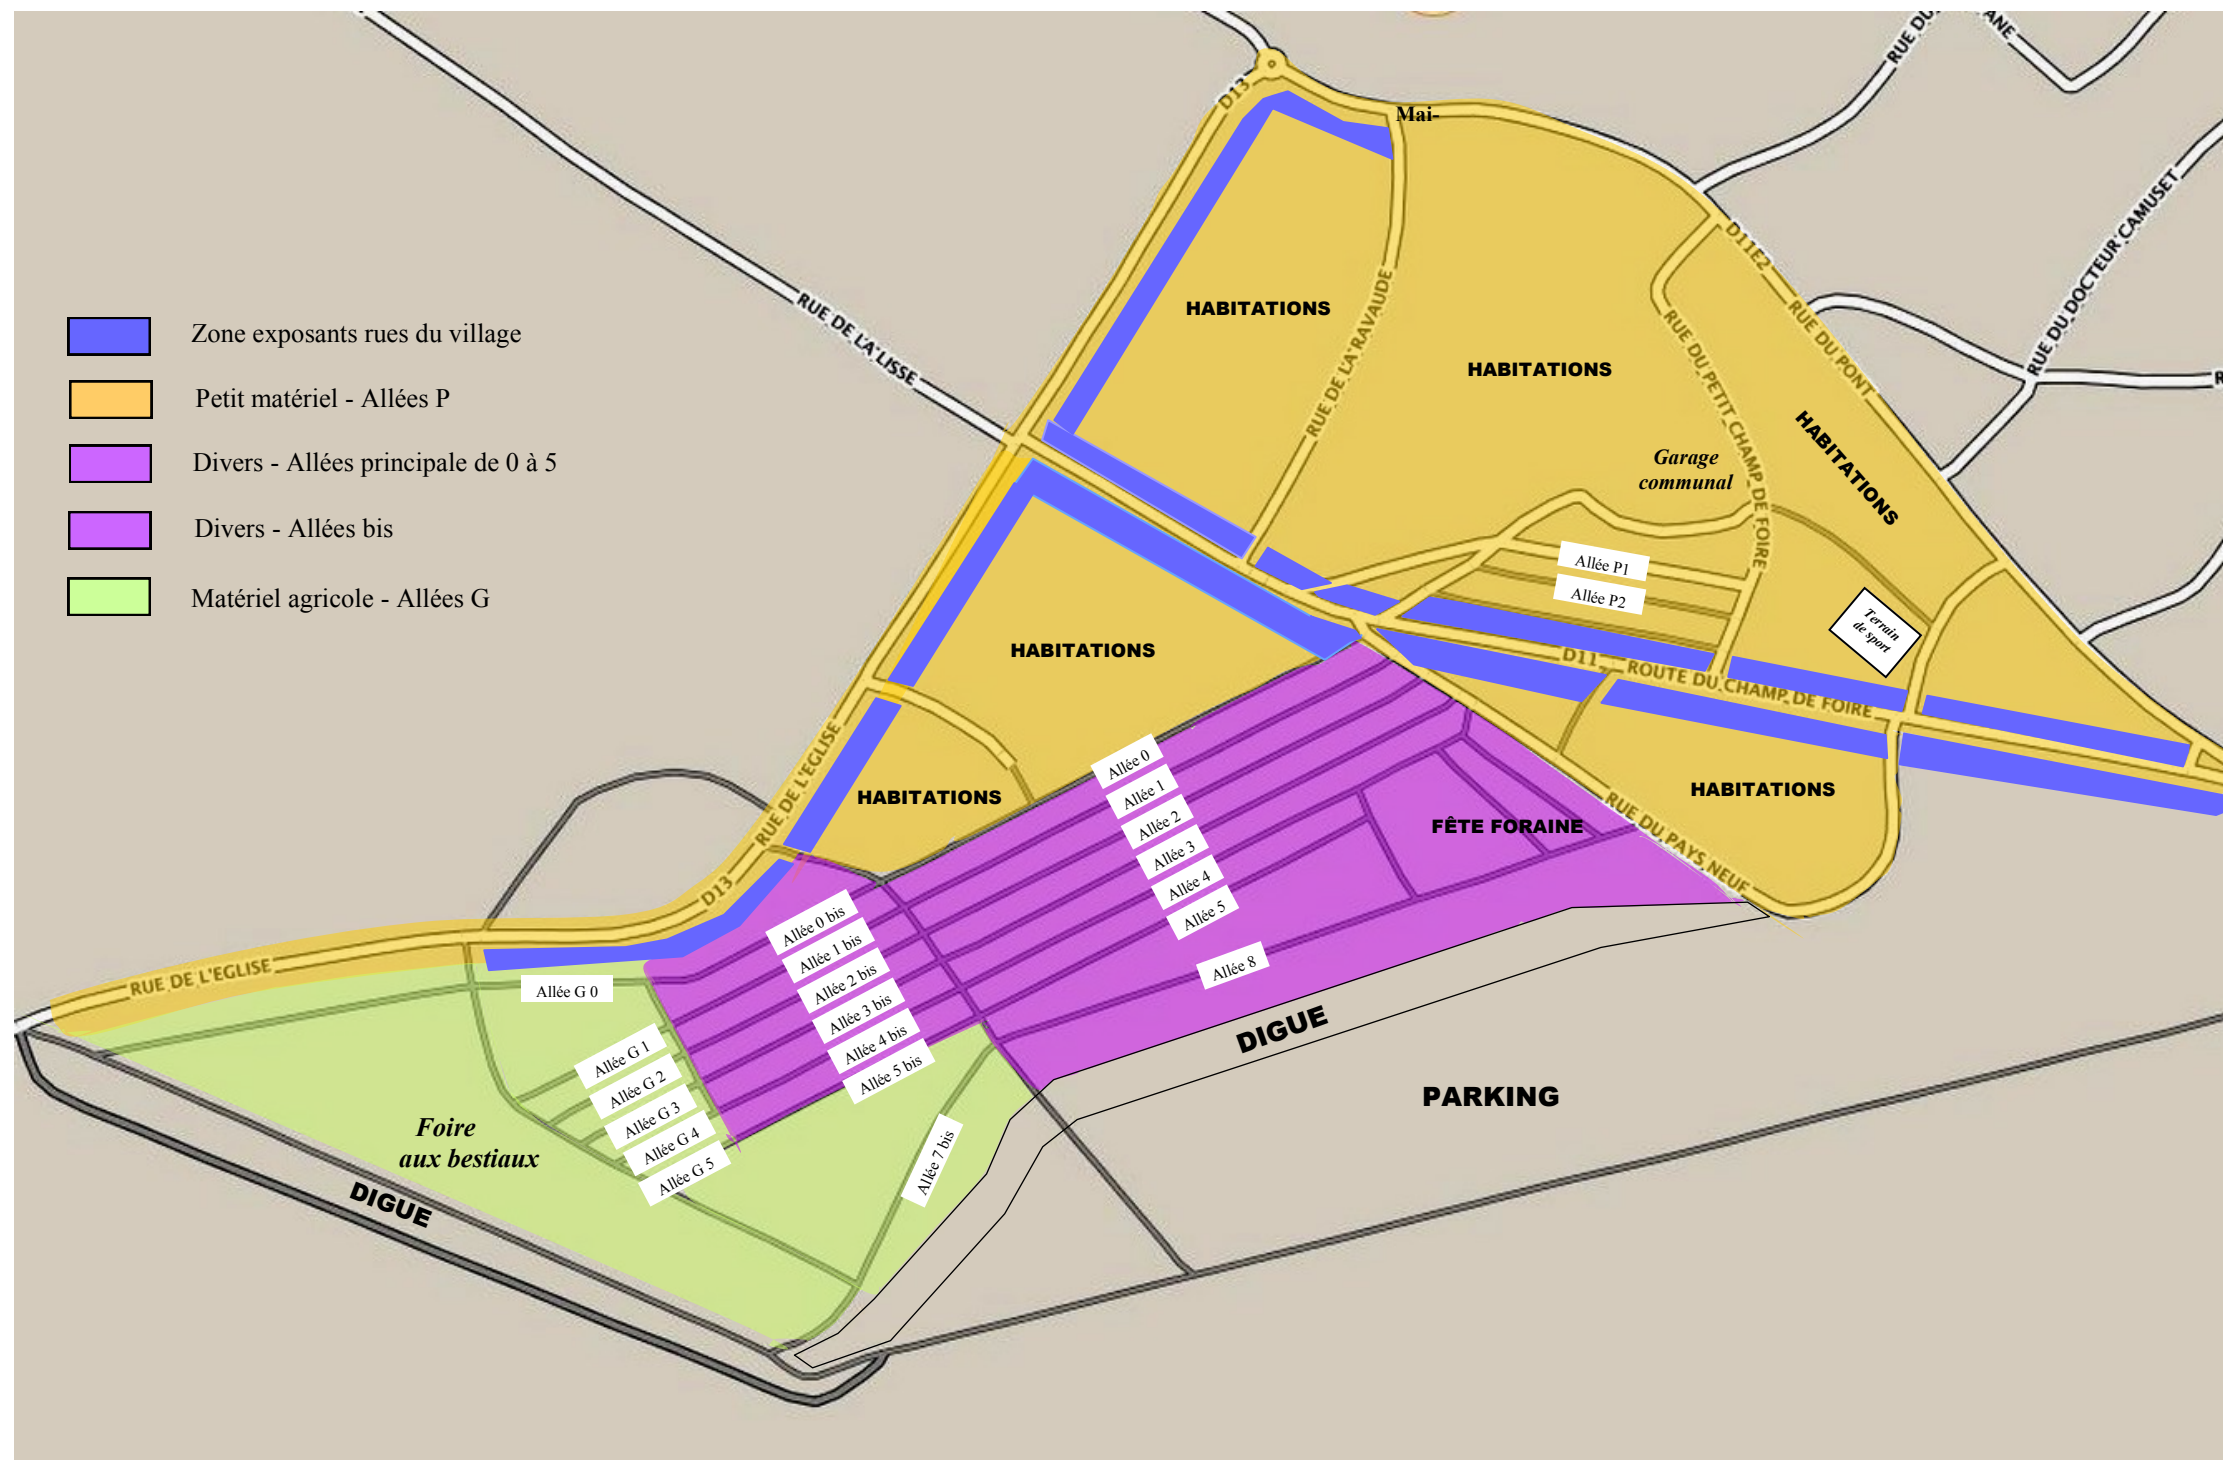 D13
Mai-
RUE DU
ANE
RUE DU DOCTEUR CAMUSET
D11E2
RUE DU PONT
HABITATIONS
RUE DE LA LISSE
RUE DE LA RAVAUDE
HABITATIONS
RUE DU PETIT CHAMP DE FOIRE
HABITATIONS
Zone exposants rues du village
Petit matériel - Allées P
Divers - Allées principale de 0 à 5
Divers - Allées bis
Matériel agricole - Allées G
Garage
communal
Allée P1
Allée P2
Terrain
de sport
HABITATIONS
D11
ROUTE DU CHAMP DE FOIRE
HABITATIONS
RUE DE L'EGLISE
HABITATIONS
RUE DU PAYS NEUF
FÊTE FORAINE
Allée 0
Allée 1
Allée 2
Allée 3
Allée 4
Allée 5
Allée 8
D13
RUE DE L'EGLISE
Allée 0 bis
Allée 1 bis
Allée 2 bis
Allée 3 bis
Allée 4 bis
Allée 5 bis
Allée G 0
Allée G 1
Allée G 2
Allée G 3
Allée G 4
Allée G 5
Allée 7 bis
Foire
aux bestiaux
DIGUE
DIGUE
PARKING